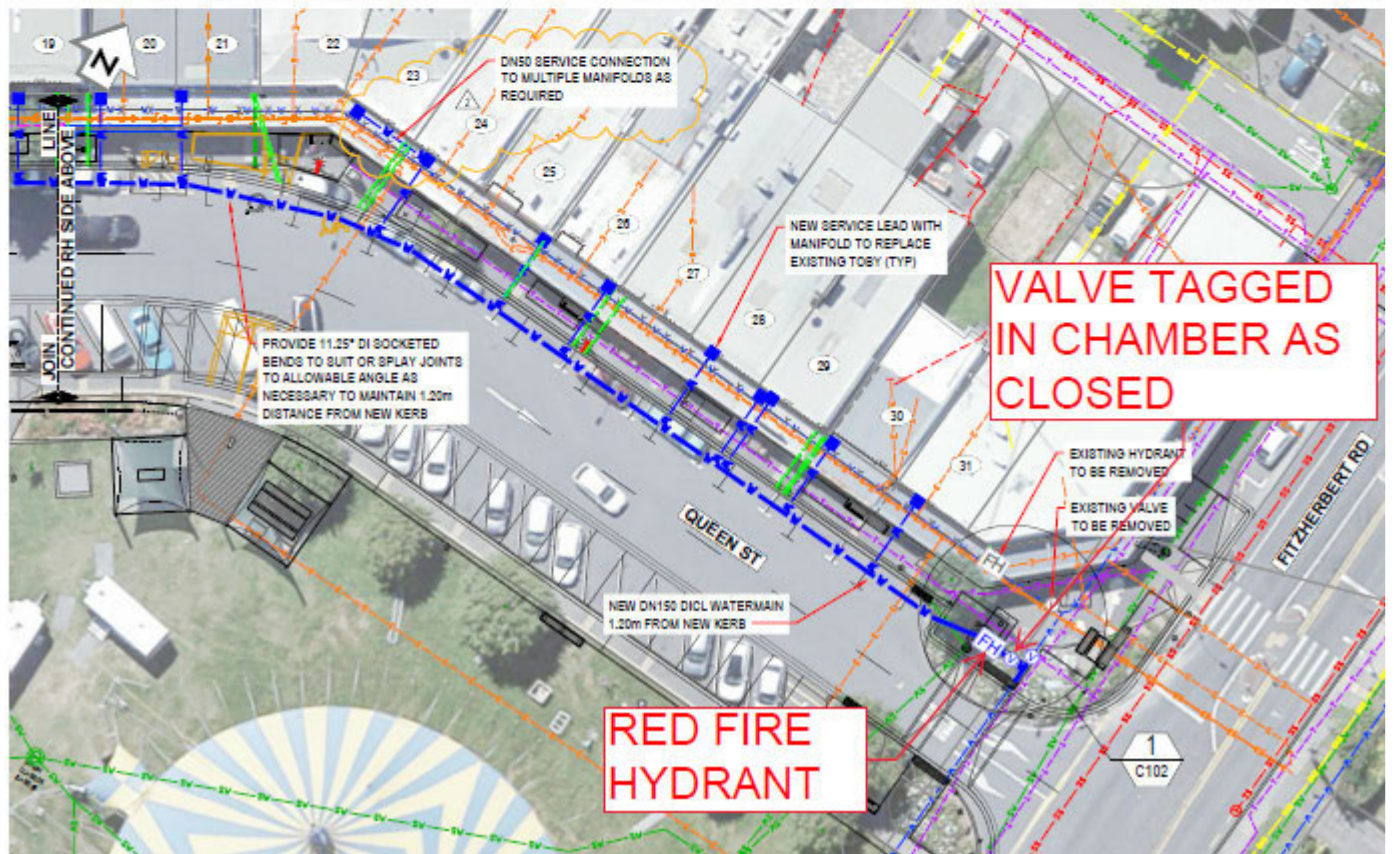 19
20
21
22
N
23
24
2
DN50 SERVICE CONNECTION
TO MULTIPLE MANIFOLDS AS
REQUIRED
25
26
27
28
29
30
31
JOIN LINE
CONTINUED RH SIDE ABOVE
NEW SERVICE LEAD WITH
MANIFOLD TO REPLACE
EXISTING TOBY (TYP)
VALVE TAGGED
IN CHAMBER AS
CLOSED
PROVIDE 11.25° DI SOCKETED
BENDS TO SUIT OR SPLAY JOINTS
TO ALLOWABLE ANGLE AS
NECESSARY TO MAINTAIN 1.20m
DISTANCE FROM NEW KERB
EXISTING HYDRANT
TO BE REMOVED
EXISTING VALVE
TO BE REMOVED
QUEEN ST
FITZHERBERT RD
FH
NEW DN150 DICL WATERMAIN
1.20m FROM NEW KERB
FH
V
V
RED FIRE
HYDRANT
1
C102